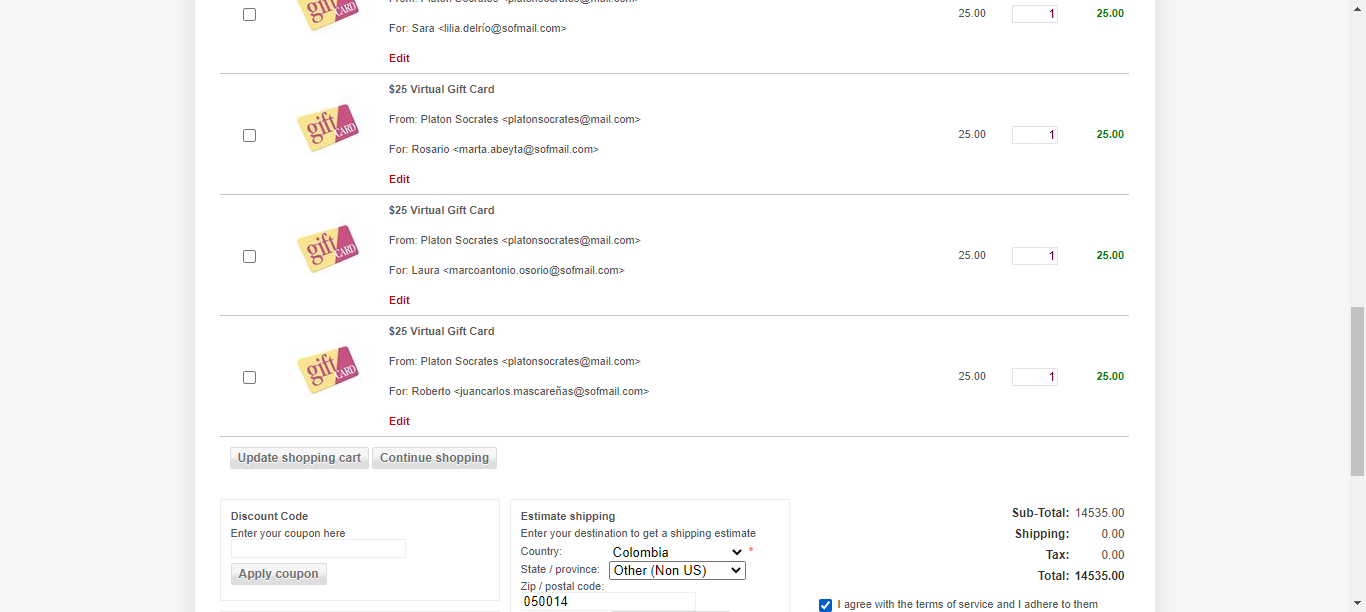 From: Platon Socrates <platonsocrates@mail.com>
25.00 1 25.00
For: Sara <lilia.delrío@sofmail.com>
Edit
$25 Virtual Gift Card
From: Platon Socrates <platonsocrates@mail.com>
gift CARD
25.00 1 25.00
For: Rosario <marta.abeyta@sofmail.com>
Edit
$25 Virtual Gift Card
From: Platon Socrates <platonsocrates@mail.com>
gift CARD
25.00 1 25.00
For: Laura <marcoantonio.osorio@sofmail.com>
Edit
$25 Virtual Gift Card
From: Platon Socrates <platonsocrates@mail.com>
gift CARD
25.00 1 25.00
For: Roberto <juancarlos.mascareñas@sofmail.com>
Edit
Update shopping cart Continue shopping
Discount Code
Enter your coupon here
Apply coupon
Estimate shipping
Enter your destination to get a shipping estimate
Country: Colombia *
State / province: Other (Non US)
Zip / postal code:
050014
Sub-Total: 14535.00
Shipping: 0.00
Tax: 0.00
Total: 14535.00
I agree with the terms of service and I adhere to them